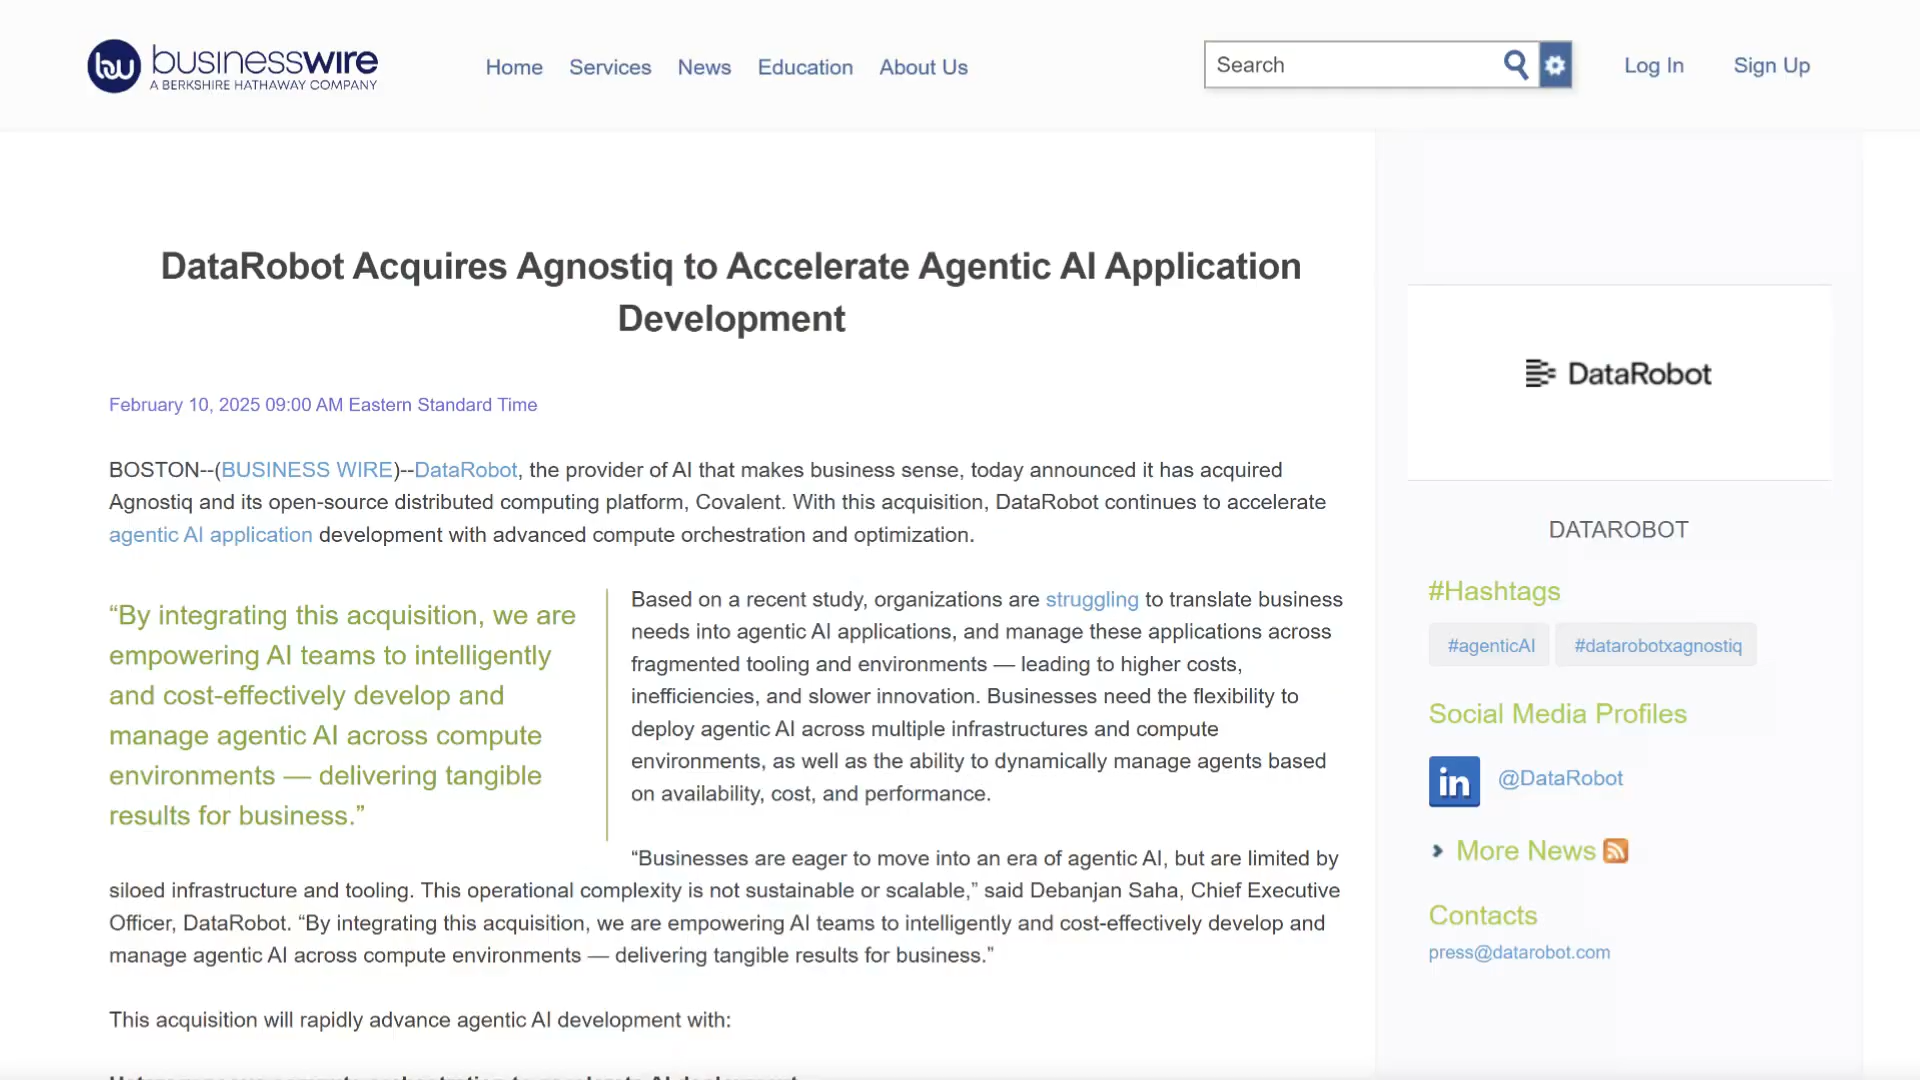 businesswire
A BERKSHIRE HATHAWAY COMPANY
Home Services News Education About Us
Search
Log In Sign Up
DataRobot Acquires Agnostiq to Accelerate Agentic AI Application
Development
February 10, 2025 09:00 AM Eastern Standard Time
BOSTON--(BUSINESS WIRE)--DataRobot, the provider of AI that makes business sense, today announced it has acquired
Agnostiq and its open-source distributed computing platform, Covalent. With this acquisition, DataRobot continues to accelerate
agentic AI application development with advanced compute orchestration and optimization.
“By integrating this acquisition, we are
empowering AI teams to intelligently
and cost-effectively develop and
manage agentic AI across compute
environments — delivering tangible
results for business.”
Based on a recent study, organizations are struggling to translate business
needs into agentic AI applications, and manage these applications across
fragmented tooling and environments — leading to higher costs,
inefficiencies, and slower innovation. Businesses need the flexibility to
deploy agentic AI across multiple infrastructures and compute
environments, as well as the ability to dynamically manage agents based
on availability, cost, and performance.
“Businesses are eager to move into an era of agentic AI, but are limited by
siloed infrastructure and tooling. This operational complexity is not sustainable or scalable,” said Debanjan Saha, Chief Executive
Officer, DataRobot. “By integrating this acquisition, we are empowering AI teams to intelligently and cost-effectively develop and
manage agentic AI across compute environments — delivering tangible results for business.”
This acquisition will rapidly advance agentic AI development with:
DataRobot
DATAROBOT
#Hashtags
#agenticAI #datarobotxagnostiq
Social Media Profiles
in @DataRobot
More News
Contacts
press@datarobot.com